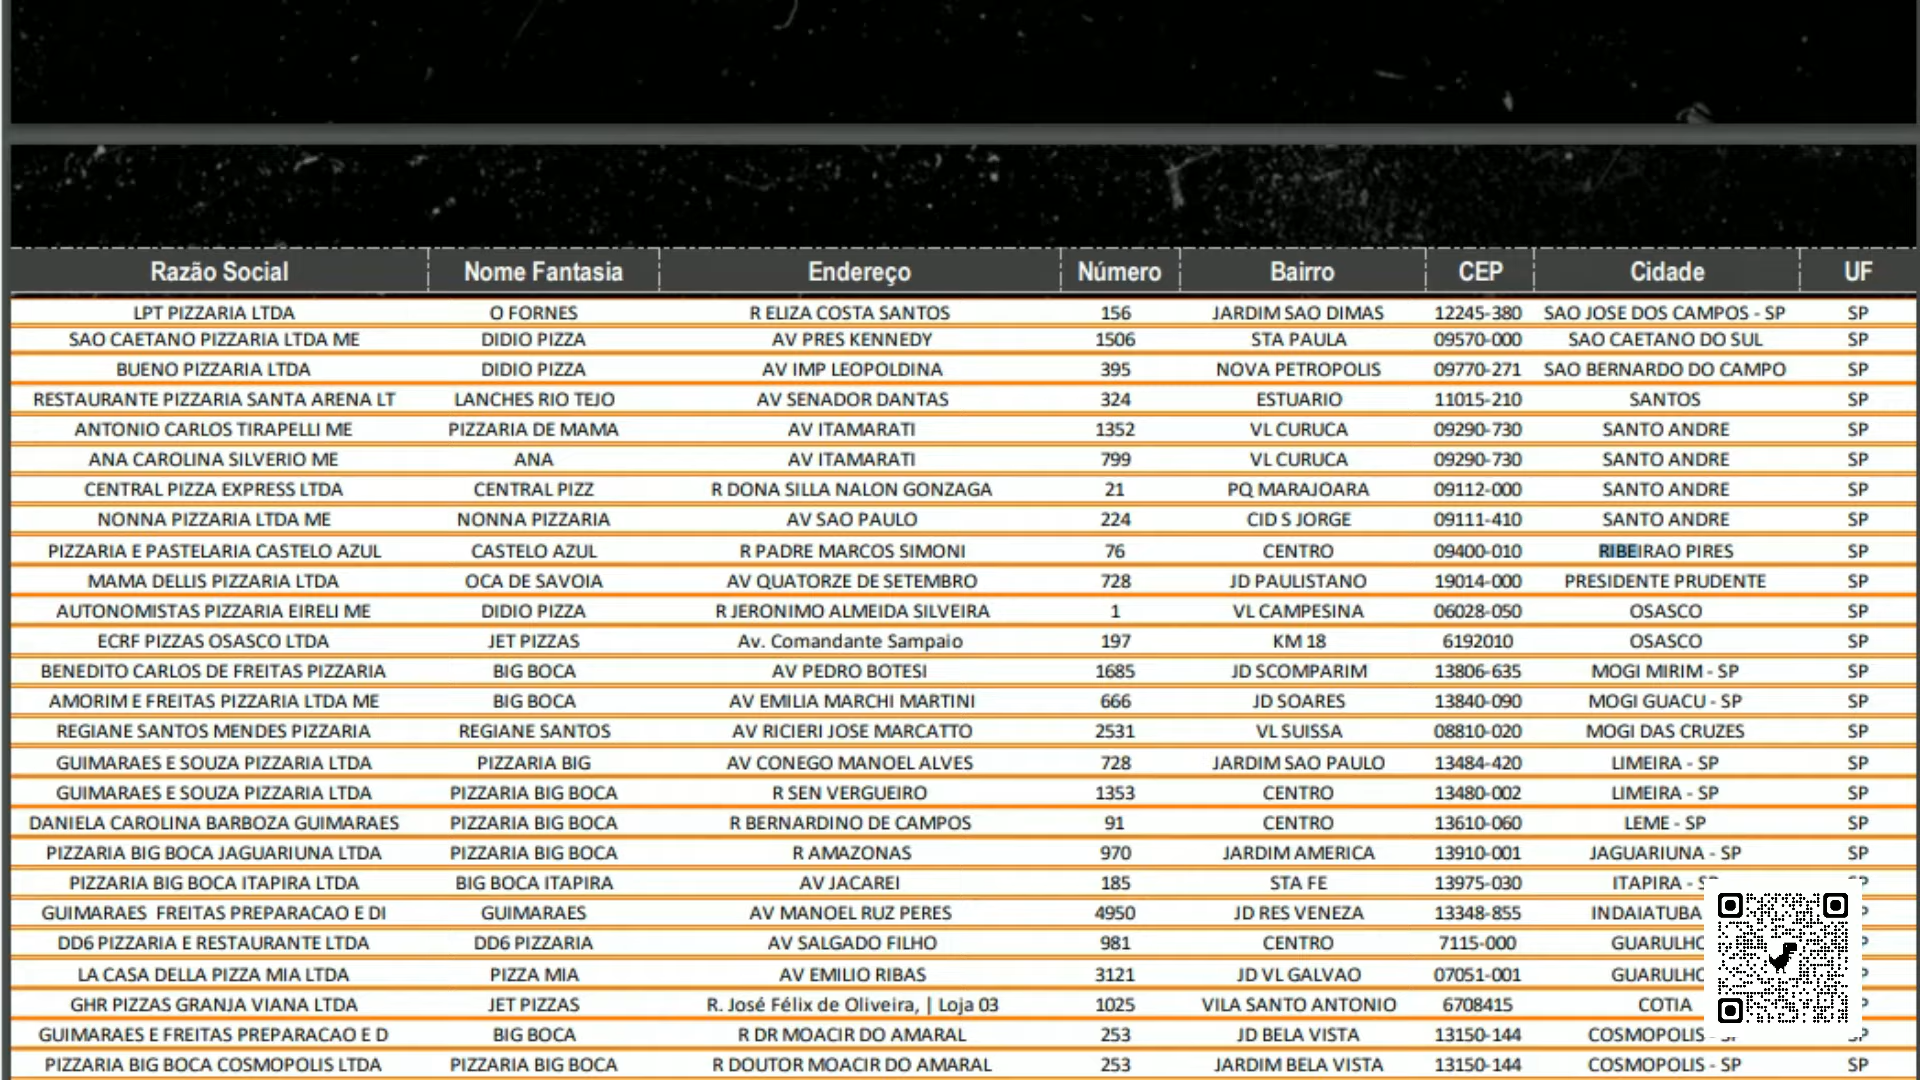 Razão Social Nome Fantasia Endereço Número Bairro CEP Cidade UF
LPT PIZZARIA LTDA O FORNES R ELIZA COSTA SANTOS 156 JARDIM SAO DIMAS 12245-380 SAO JOSE DOS CAMPOS - SP SP
SAO CAETANO PIZZARIA LTDA ME DIDIO PIZZA AV PRES KENNEDY 1506 STA PAULA 09570-000 SAO CAETANO DO SUL SP
BUENO PIZZARIA LTDA DIDIO PIZZA AV IMP LEOPOLDINA 395 NOVA PETROPOLIS 09770-271 SAO BERNARDO DO CAMPO SP
RESTAURANTE PIZZARIA SANTA ARENA LT LANCHES RIO TEJO AV SENADOR DANTAS 324 ESTUARIO 11015-210 SANTOS SP
ANTONIO CARLOS TIRAPELLI ME PIZZARIA DE MAMA AV ITAMARATI 1352 VL CURUCA 09290-730 SANTO ANDRE SP
ANA CAROLINA SILVERIO ME ANA AV ITAMARATI 799 VL CURUCA 09290-730 SANTO ANDRE SP
CENTRAL PIZZA EXPRESS LTDA CENTRAL PIZZ R DONA SILLA NALON GONZAGA 21 PQ MARAJOARA 09112-000 SANTO ANDRE SP
NONNA PIZZARIA LTDA ME NONNA PIZZARIA AV SAO PAULO 224 CID S JORGE 09111-410 SANTO ANDRE SP
PIZZARIA E PASTELARIA CASTELO AZUL CASTELO AZUL R PADRE MARCOS SIMONI 76 CENTRO 09400-010 RIBEIRAO PIRES SP
MAMA DELLIS PIZZARIA LTDA OCA DE SAVOIA AV QUATORZE DE SETEMBRO 728 JD PAULISTANO 19014-000 PRESIDENTE PRUDENTE SP
AUTONOMISTAS PIZZARIA EIRELI ME DIDIO PIZZA R JERONIMO ALMEIDA SILVEIRA 1 VL CAMPESINA 06028-050 OSASCO SP
ECRF PIZZAS OSASCO LTDA JET PIZZAS Av. Comandante Sampaio 197 KM 18 6192010 OSASCO SP
BENEDITO CARLOS DE FREITAS PIZZARIA BIG BOCA AV PEDRO BOTESI 1685 JD SCOMPARIM 13806-635 MOGI MIRIM - SP SP
AMORIM E FREITAS PIZZARIA LTDA ME BIG BOCA AV EMILIA MARCHI MARTINI 666 JD SOARES 13840-090 MOGI GUACU - SP SP
REGIANE SANTOS MENDES PIZZARIA REGIANE SANTOS AV RICIERI JOSE MARCATTO 2531 VL SUISSA 08810-020 MOGI DAS CRUZES SP
GUIMARAES E SOUZA PIZZARIA LTDA PIZZARIA BIG AV CONEGO MANOEL ALVES 728 JARDIM SAO PAULO 13484-420 LIMEIRA - SP SP
GUIMARAES E SOUZA PIZZARIA LTDA PIZZARIA BIG BOCA R SEN VERGUEIRO 1353 CENTRO 13480-002 LIMEIRA - SP SP
DANIELA CAROLINA BARBOZA GUIMARAES PIZZARIA BIG BOCA R BERNARDINO DE CAMPOS 91 CENTRO 13610-060 LEME - SP SP
PIZZARIA BIG BOCA JAGUARIUNA LTDA PIZZARIA BIG BOCA R AMAZONAS 970 JARDIM AMERICA 13910-001 JAGUARIUNA - SP SP
PIZZARIA BIG BOCA ITAPIRA LTDA BIG BOCA ITAPIRA AV JACAREI 185 STA FE 13975-030 ITAPIRA -
GUIMARAES FREITAS PREPARACAO E DI GUIMARAES AV MANOEL RUZ PERES 4950 JD RES VENEZA 13348-855 INDAIATUBA
DD6 PIZZARIA E RESTAURANTE LTDA DD6 PIZZARIA AV SALGADO FILHO 981 CENTRO 7115-000
LA CASA DELLA PIZZA MIA LTDA PIZZA MIA AV EMILIO RIBAS 3121 JD VL GALVAO 07051-001
GHR PIZZAS GRANJA VIANA LTDA JET PIZZAS R. José Félix de Oliveira, | Loja 03 1025 VILA SANTO ANTONIO 6708415 COTIA
GUIMARAES E FREITAS PREPARACAO E D BIG BOCA R DR MOACIR DO AMARAL 253 JD BELA VISTA 13150-144 COSMOPOLIS
PIZZARIA BIG BOCA COSMOPOLIS LTDA PIZZARIA BIG BOCA R DOUTOR MOACIR DO AMARAL 253 JARDIM BELA VISTA 13150-144 COSMOPOLIS - SP SP